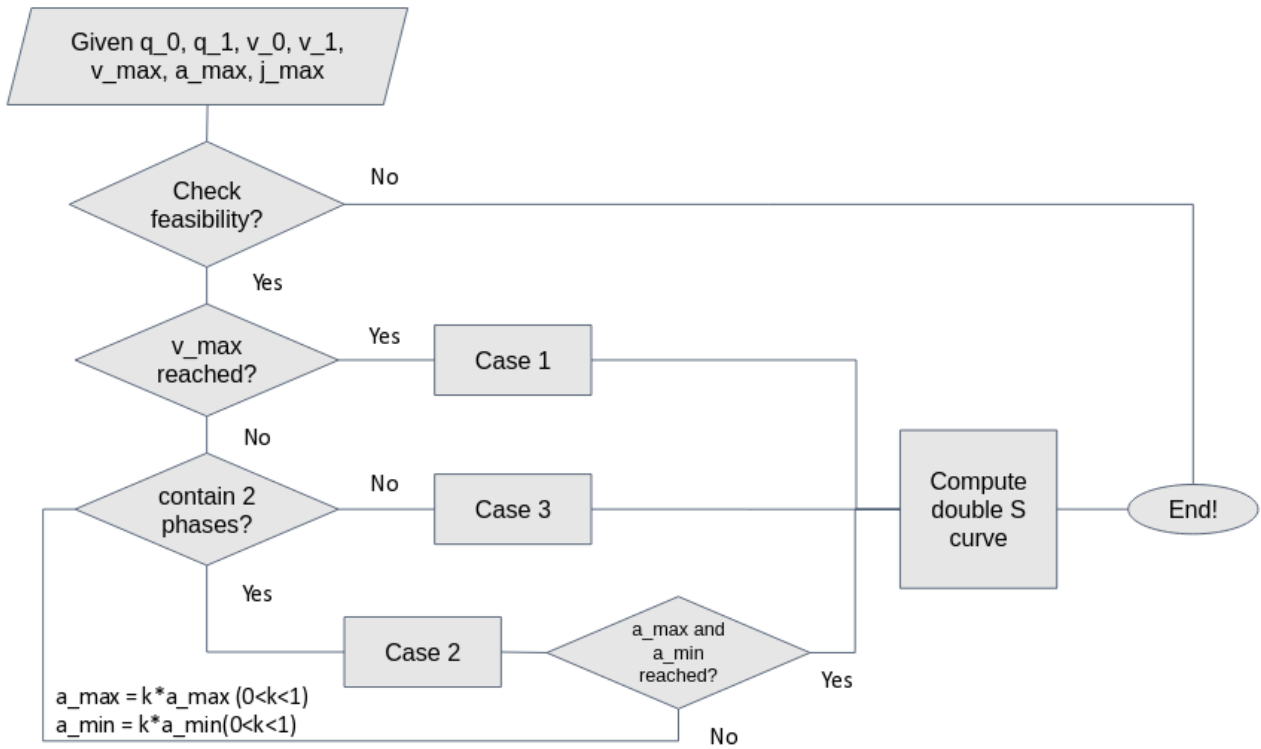 Given q_0, q_1, v_0, v_1,
v_max, a_max, j_max
Check
feasibility?
No
Yes
v_max
reached?
Yes
Case 1
No
contain 2
phases?
No
Case 3
Compute
double S
curve
End!
Yes
Case 2
a_max and
a_min
reached?
Yes
a_max = k*a_max (0<k<1)
a_min = k*a_min(0<k<1)
No